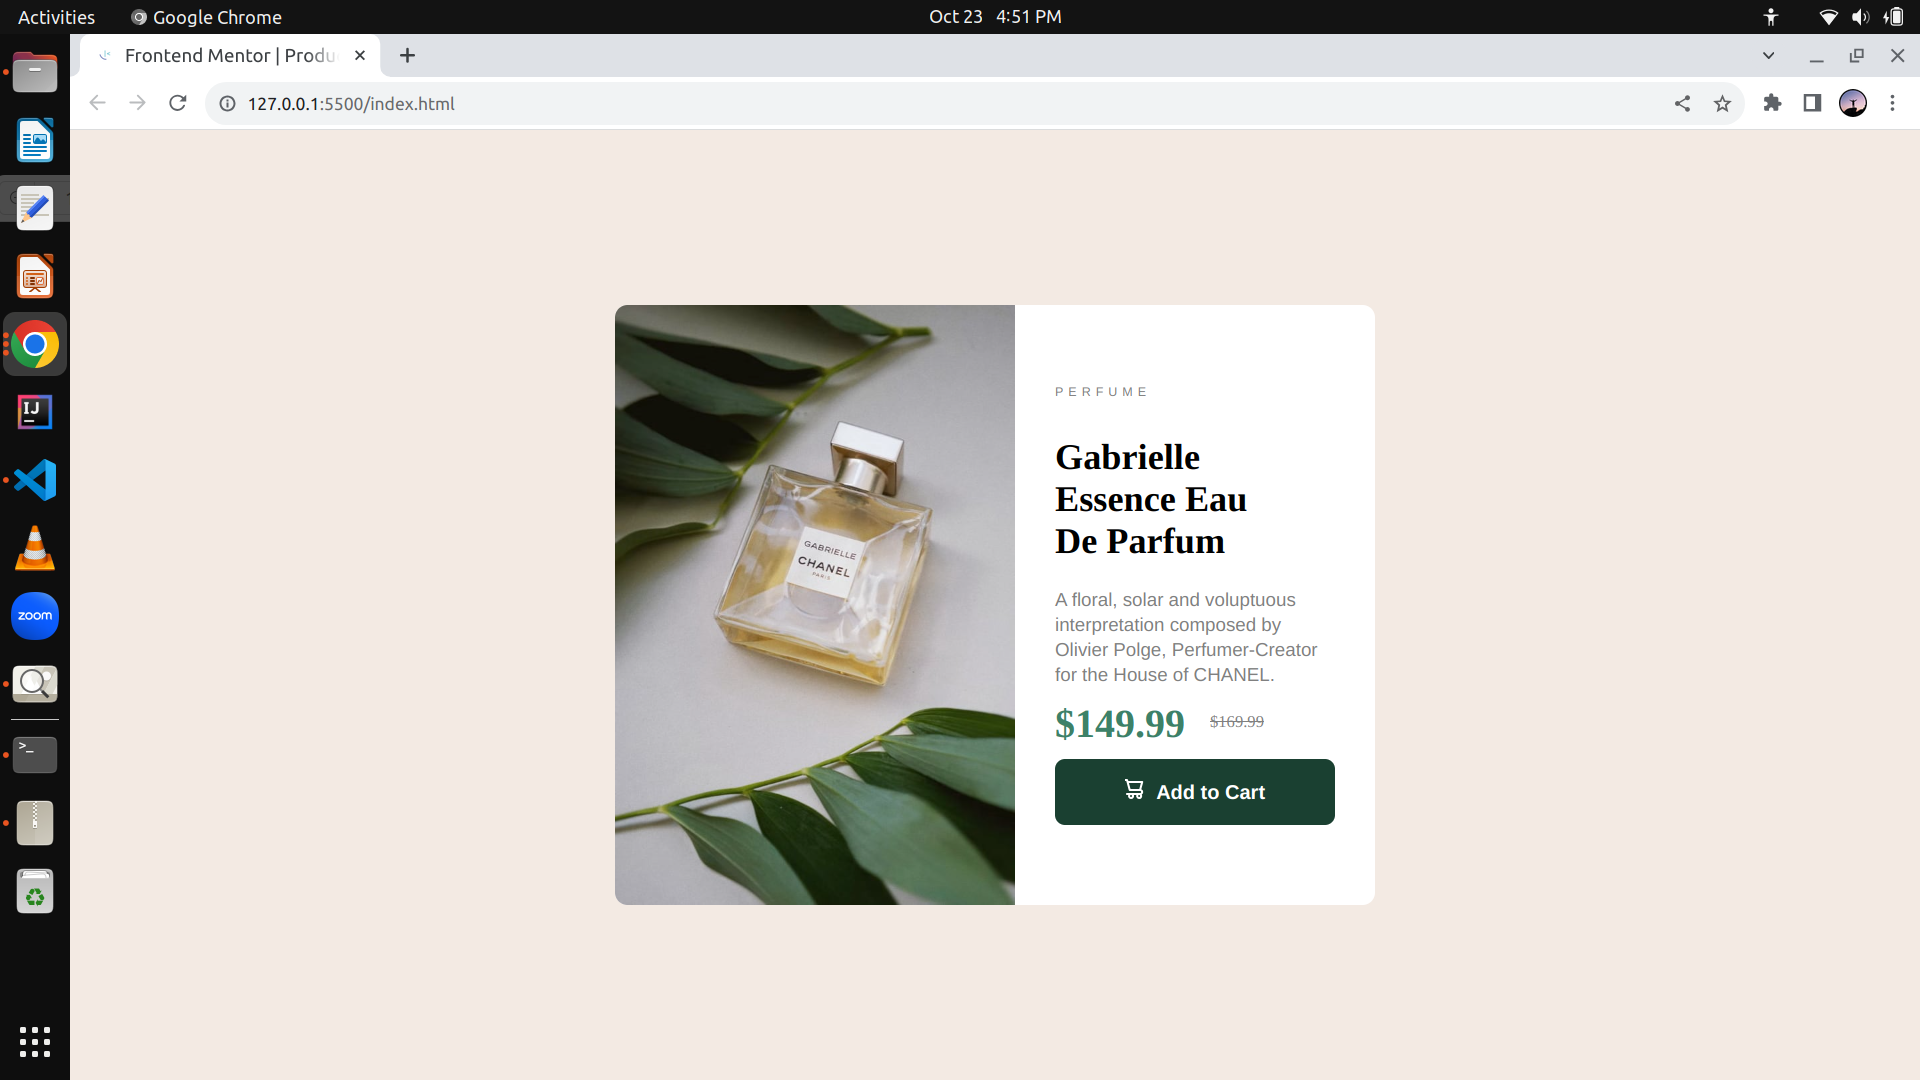 Activities
Google Chrome
Oct 23 4:51 PM
Frontend Mentor | Produ
127.0.0.1:5500/index.html
IJ
zoom
>_
GABRIELLE
CHANEL
PARIS
PERFUME
Gabrielle
Essence Eau
De Parfum
A floral, solar and voluptuous
interpretation composed by
Olivier Polge, Perfumer-Creator
for the House of CHANEL.
$149.99 $169.99
Add to Cart